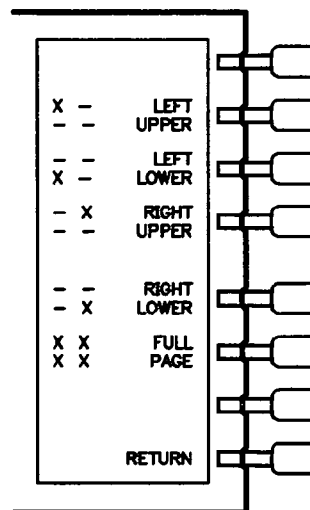 X – LEFT
– – UPPER
– – LEFT
X – LOWER
– X RIGHT
– – UPPER
– – RIGHT
– X LOWER
X X FULL
X X PAGE
RETURN